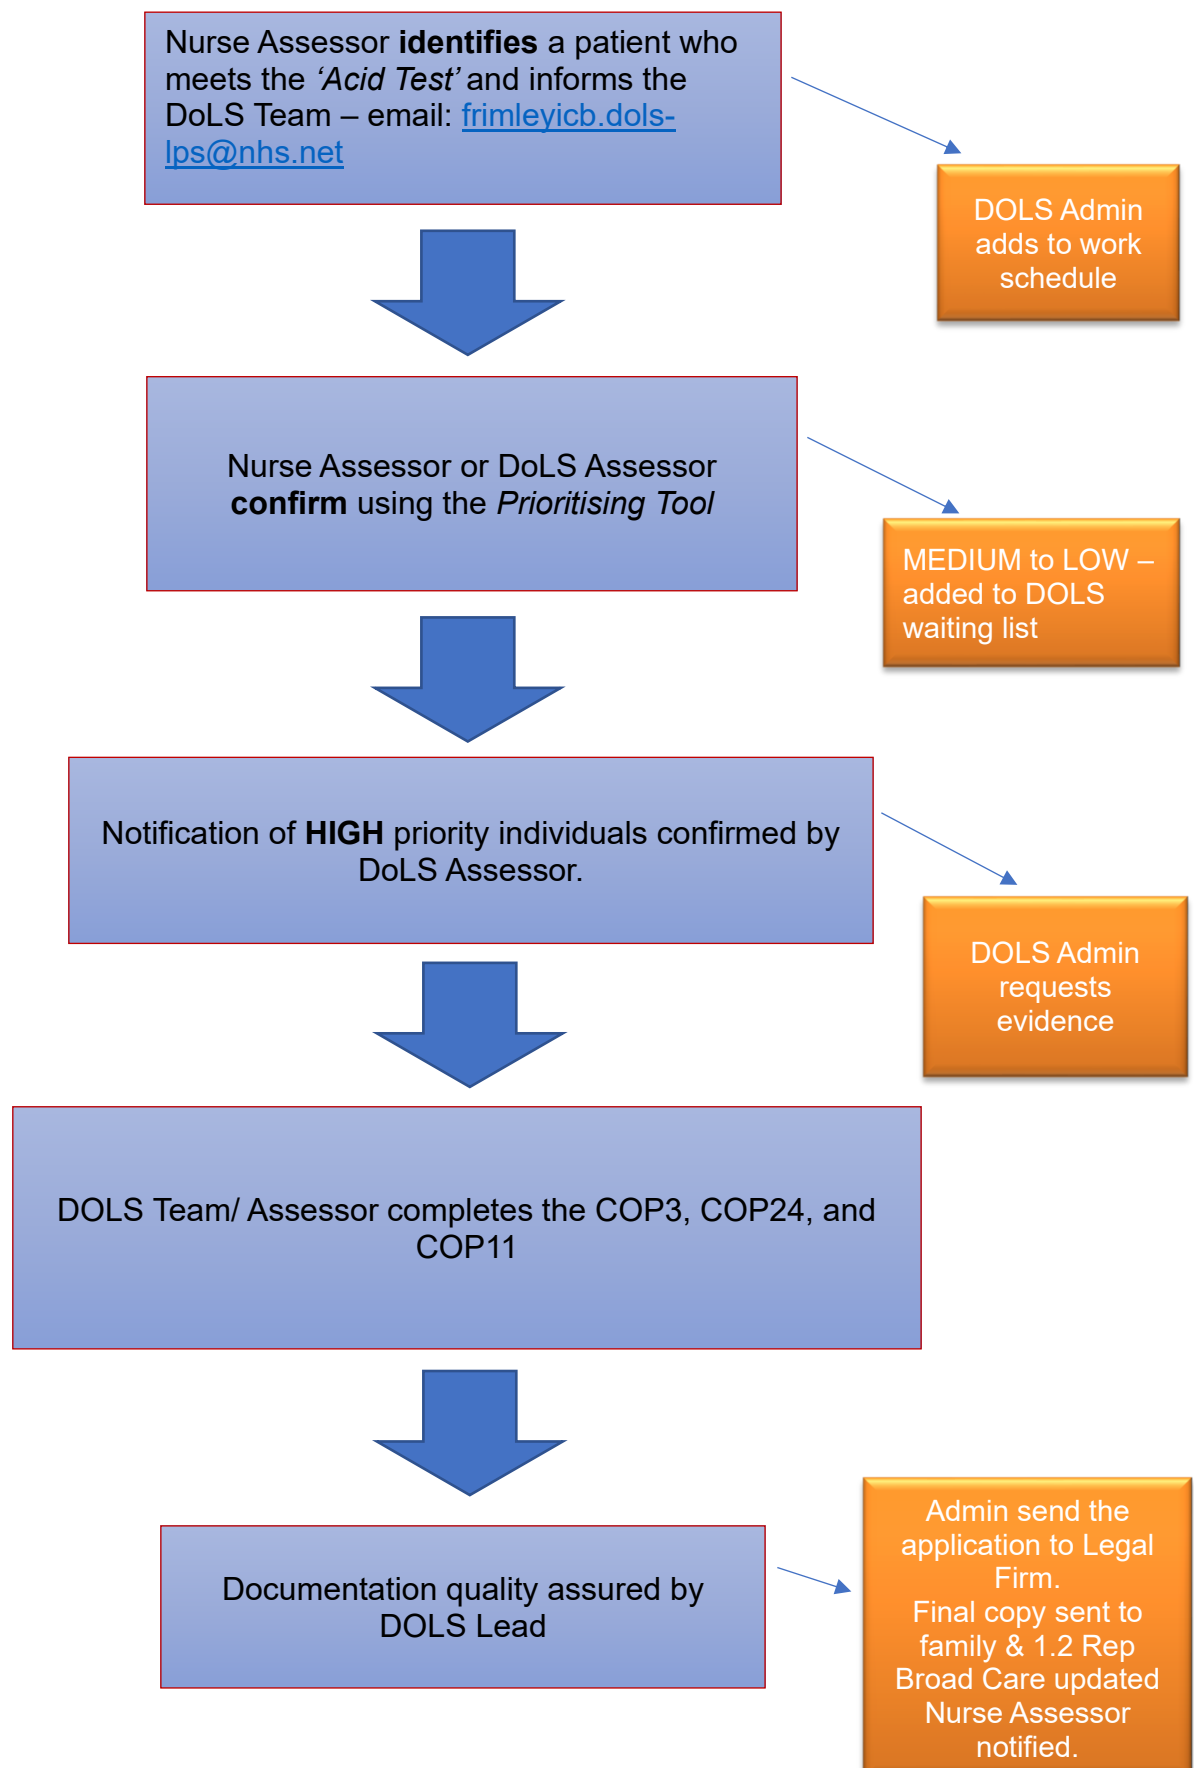 Nurse Assessor identifies a patient who
meets the ‘Acid Test’ and informs the
DoLS Team – email: frimleyicb.dols-
lps@nhs.net
DOLS Admin
adds to work
schedule
Nurse Assessor or DoLS Assessor
confirm using the Prioritising Tool
MEDIUM to LOW –
added to DOLS
waiting list
Notification of HIGH priority individuals confirmed by
DoLS Assessor.
DOLS Admin
requests
evidence
DOLS Team/ Assessor completes the COP3, COP24, and
COP11
Documentation quality assured by
DOLS Lead
Admin send the
application to Legal
Firm.
Final copy sent to
family & 1.2 Rep
Broad Care updated
Nurse Assessor
notified.